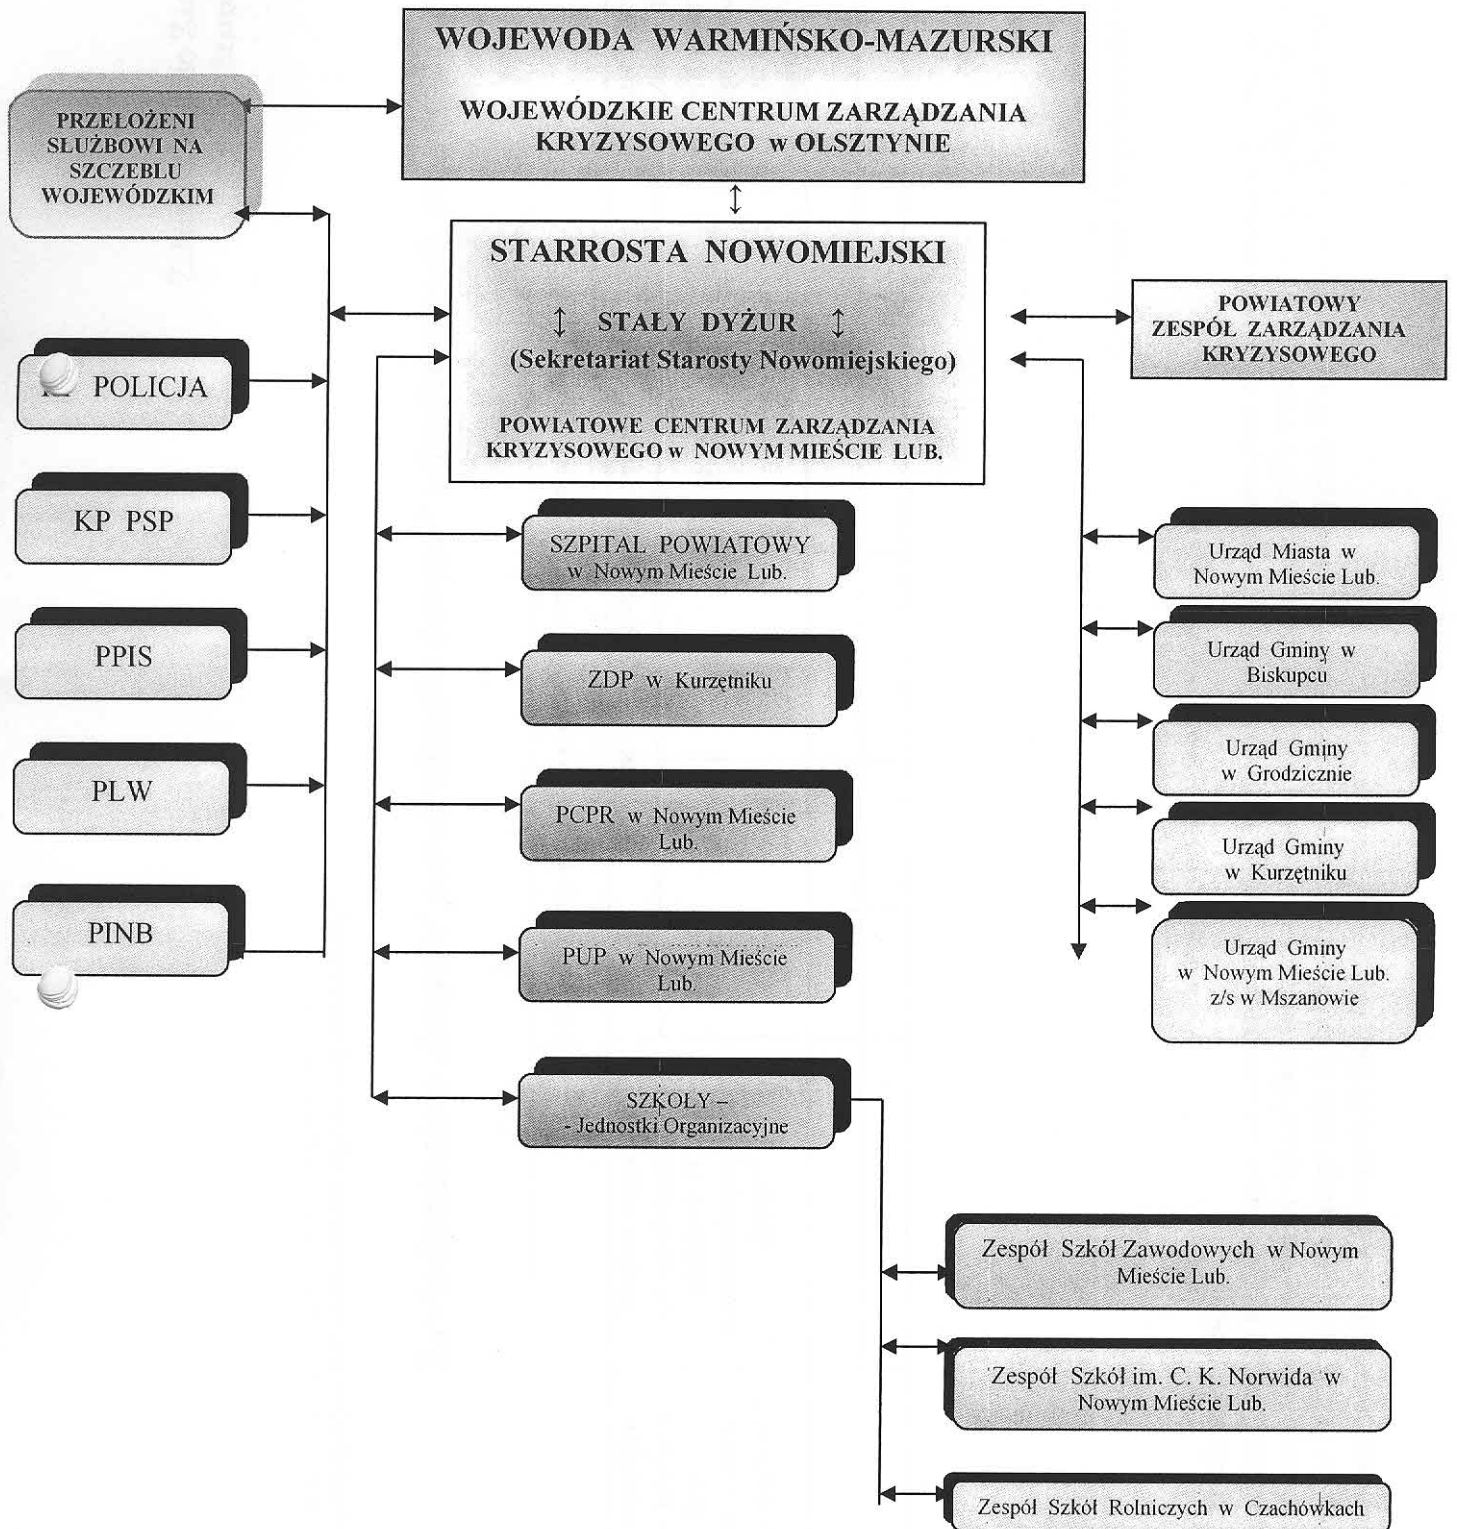 WOJEWODA WARMIŃSKO-MAZURSKI
WOJEWÓDZKIE CENTRUM ZARZĄDZANIA
KRYZYSOWEGO w OLSZTYNIE
PRZEŁOŻENI
SŁUŻBOWI NA
SZCZEBLU
WOJEWÓDZKIM
STARROSTA NOWOMIEJSKI
↕ STAŁY DYŻUR ↕
(Sekretariat Starosty Nowomiejskiego)
POWIATOWE CENTRUM ZARZĄDZANIA
KRYZYSOWEGO w NOWYM MIEŚCIE LUB.
POWIATOWY
ZESPÓŁ ZARZĄDZANIA
KRYZYSOWEGO
POLICJA
KP PSP
PPIS
PLW
PINB
SZPITAL POWIATOWY
w Nowym Mieście Lub.
ZDP w Kurzętniku
PCPR w Nowym Mieście
Lub.
PUP w Nowym Mieście
Lub.
SZKOŁY –
- Jednostki Organizacyjne
Urząd Miasta w
Nowym Mieście Lub.
Urząd Gminy w
Biskupcu
Urząd Gminy
w Grodzicznie
Urząd Gminy
w Kurzętniku
Urząd Gminy
w Nowym Mieście Lub.
z/s w Mszanowie
Zespół Szkół Zawodowych w Nowym
Mieście Lub.
Zespół Szkół im. C. K. Norwida w
Nowym Mieście Lub.
Zespół Szkół Rolniczych w Czachówkach